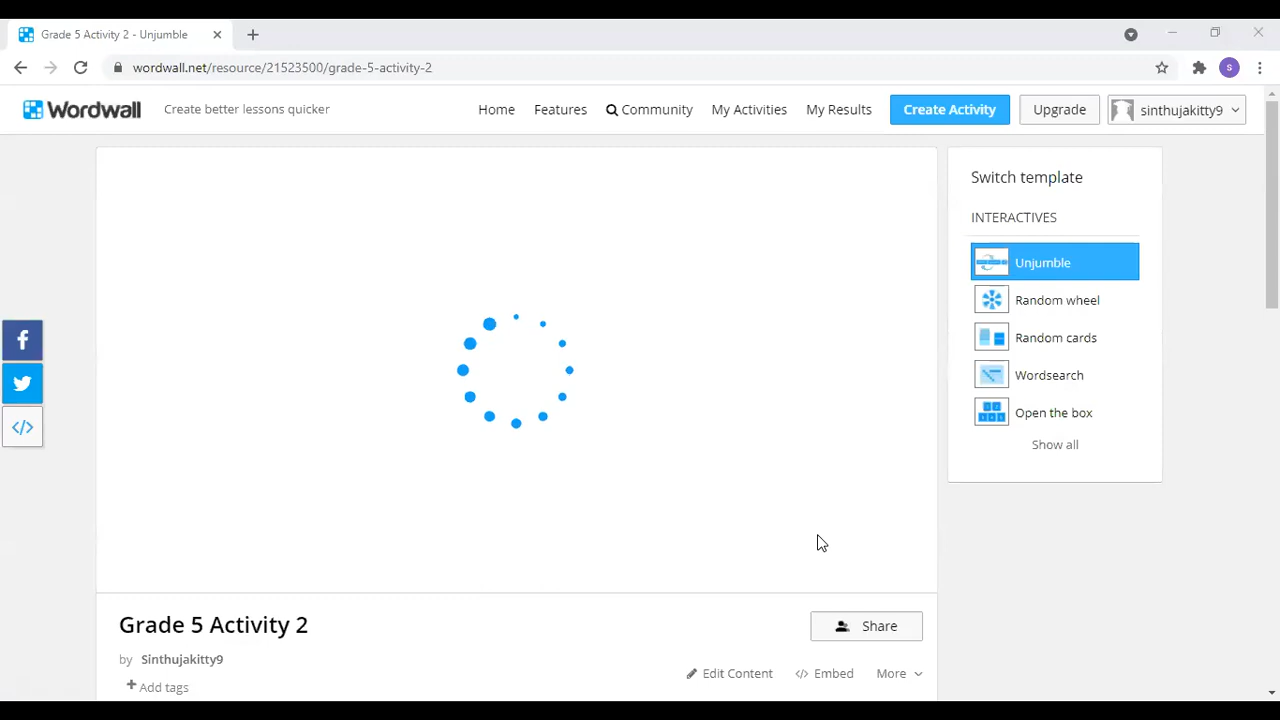 Grade 5 Activity 2 - Unjumble
wordwall.net/resource/21523500/grade-5-activity-2
S
Wordwall
Create better lessons quicker
Home
Features
Community
My Activities
My Results
Create Activity
Upgrade
sinthujakitty9
Switch template
INTERACTIVES
Unjumble
Random wheel
Random cards
Wordsearch
Open the box
Show all
f
</>
Grade 5 Activity 2
Share
by Sinthujakitty9
Edit Content
</> Embed
More
+ Add tags